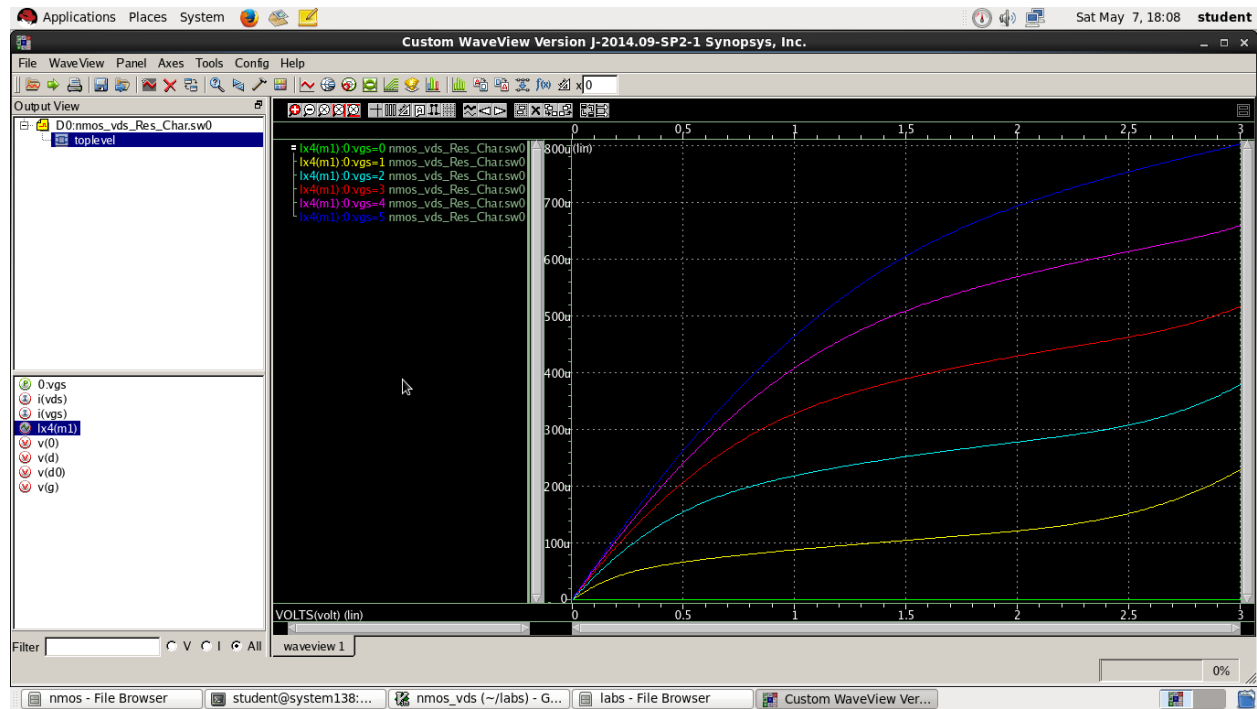 Applications Places System Sat May 7, 18:08 student
Custom WaveView Version J-2014.09-SP2-1 Synopsys, Inc.
File WaveView Panel Axes Tools Config Help
f(x) x 0
Output View
D0:nmos_vds_Res_Char.sw0
toplevel
0:vgs
i(vds)
i(vgs)
lx4(m1)
v(0)
v(d)
v(d0)
v(g)
Filter V I All
0 0.5 1 1.5 2 2.5 3
lx4(m1):0:vgs=0 nmos_vds_Res_Char.sw0
lx4(m1):0:vgs=1 nmos_vds_Res_Char.sw0
lx4(m1):0:vgs=2 nmos_vds_Res_Char.sw0
lx4(m1):0:vgs=3 nmos_vds_Res_Char.sw0
lx4(m1):0:vgs=4 nmos_vds_Res_Char.sw0
lx4(m1):0:vgs=5 nmos_vds_Res_Char.sw0
800u (lin)
700u
600u
500u
400u
300u
200u
100u
0
VOLTS(volt) (lin) 0 0.5 1 1.5 2 2.5 3
waveview 1
0%
nmos - File Browser student@system138:... nmos_vds (~/labs) - G... labs - File Browser Custom WaveView Ver...